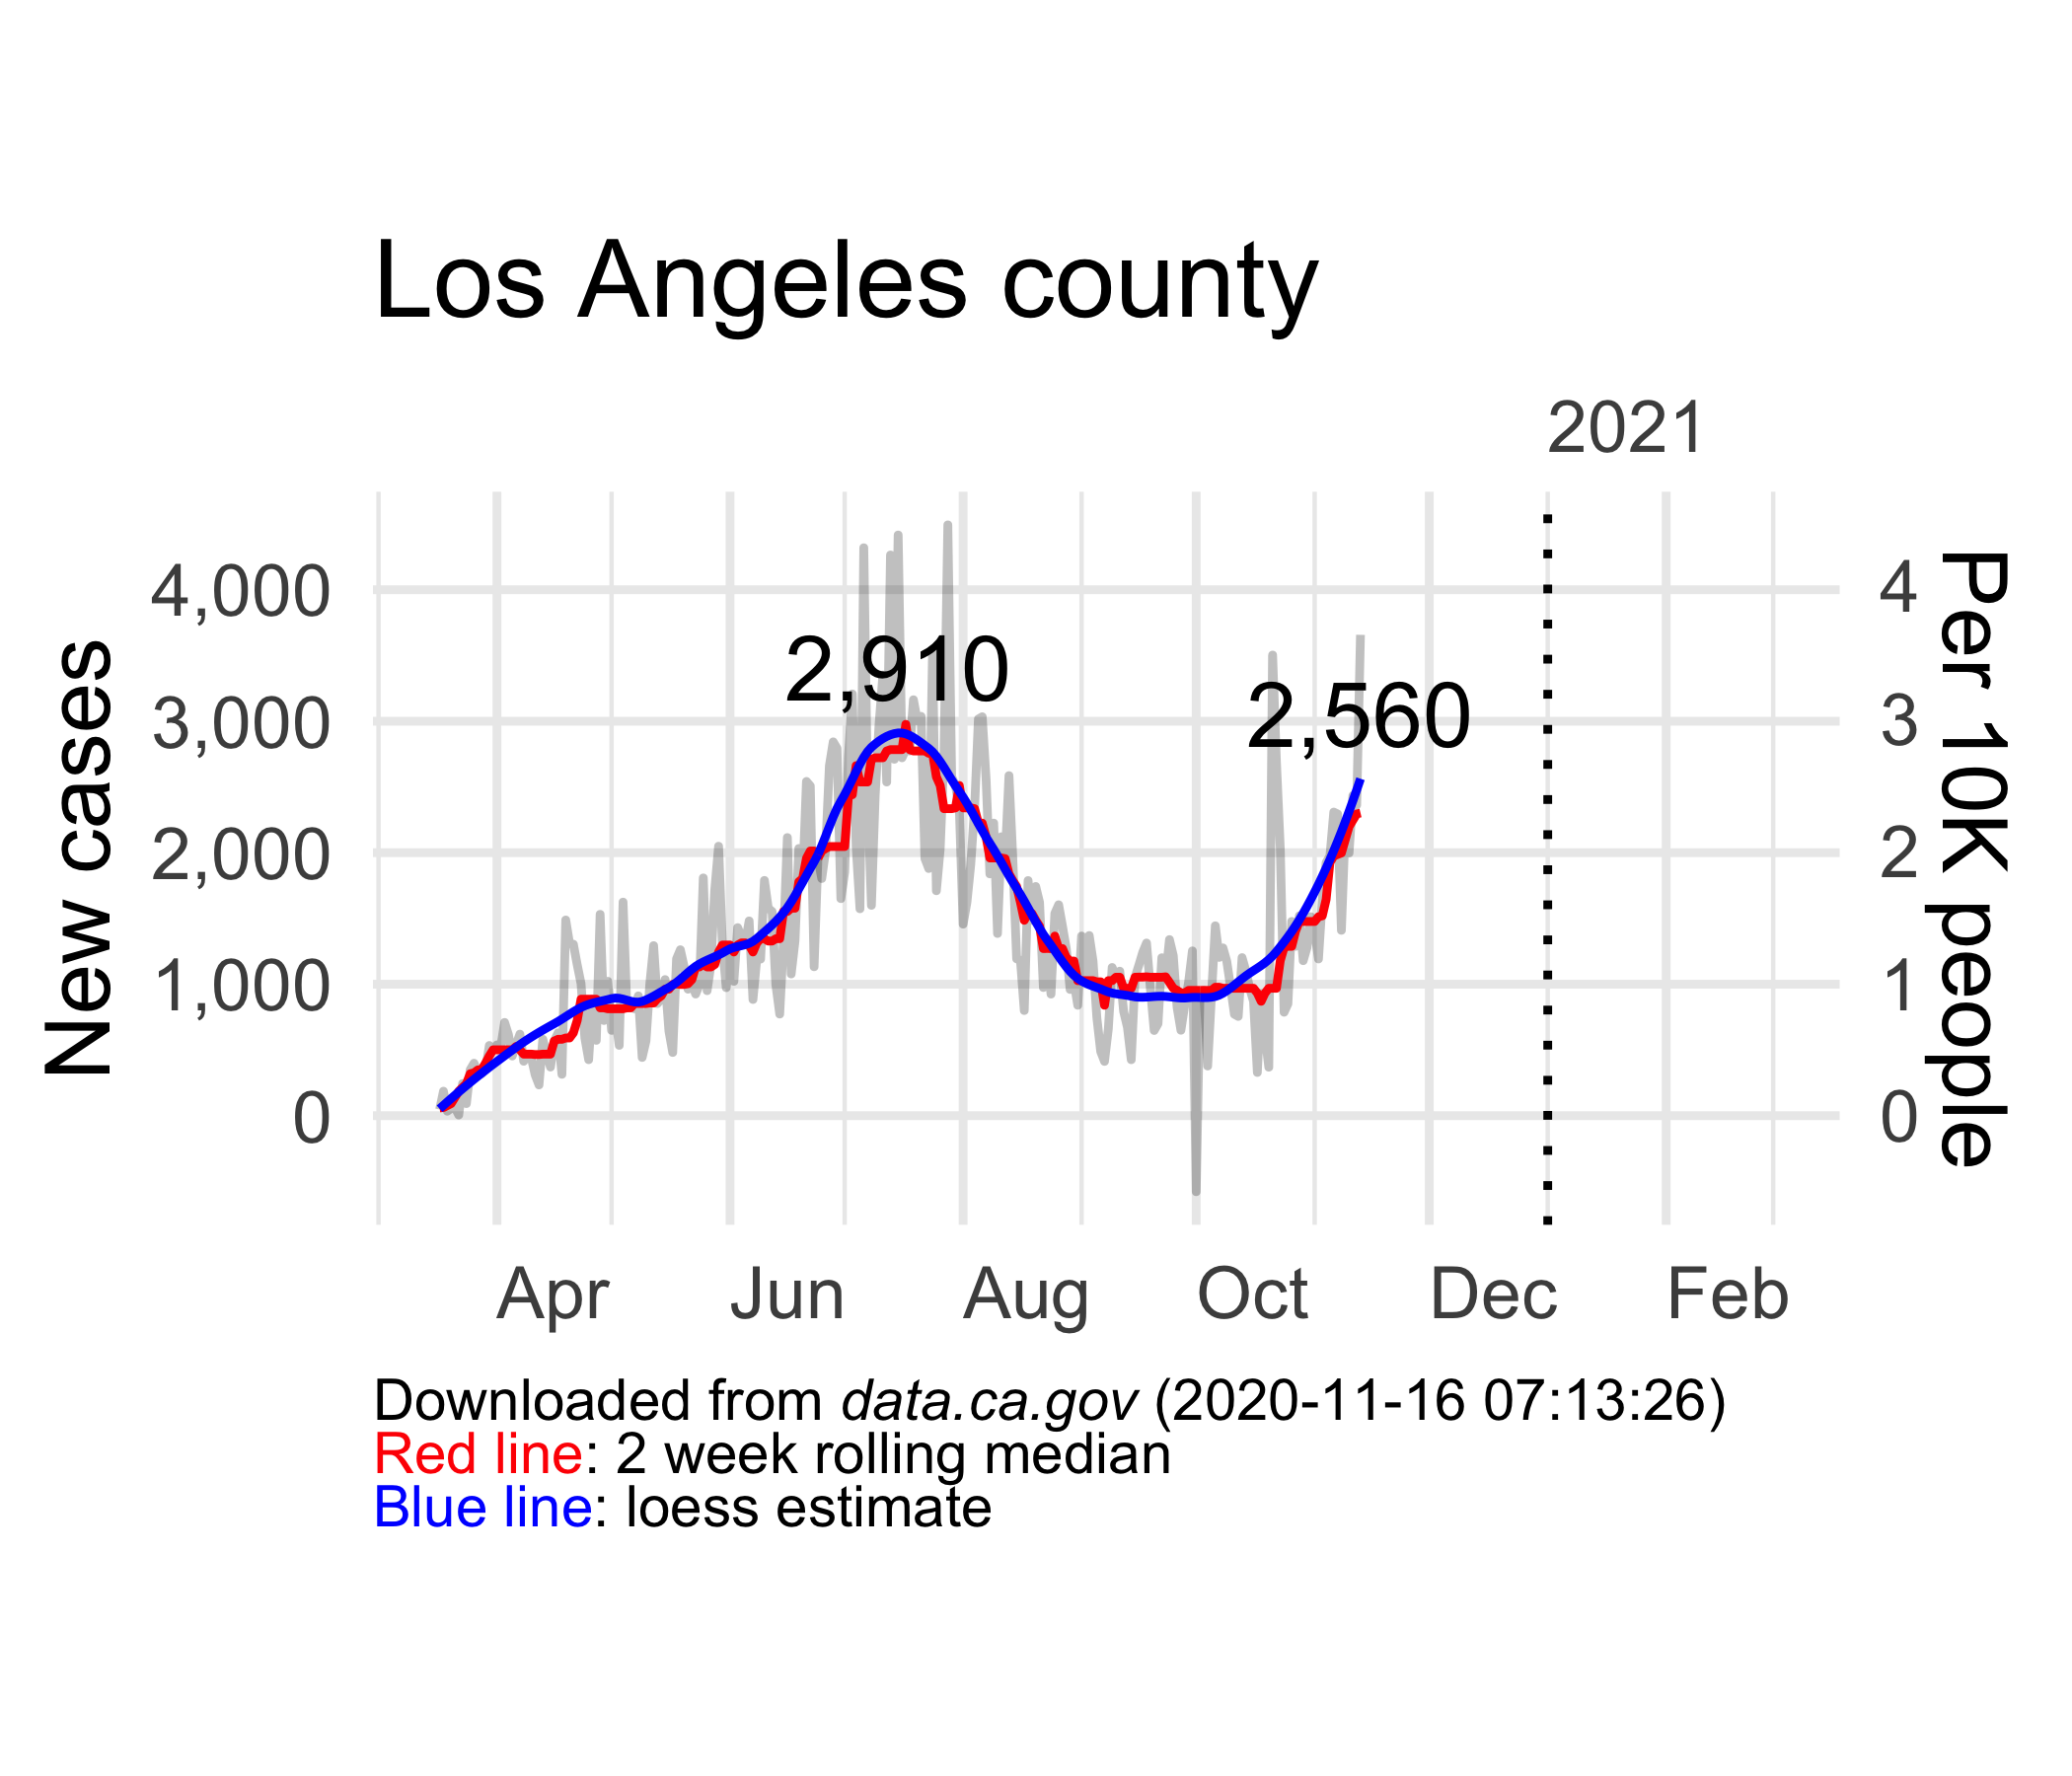 Los Angeles county
2021
4,000
3,000
2,000
1,000
0
New cases
2,910
2,560
4
3
2
1
0
Per 10K people
Apr Jun Aug Oct Dec Feb
Downloaded from data.ca.gov (2020-11-16 07:13:26)
Red line: 2 week rolling median
Blue line: loess estimate